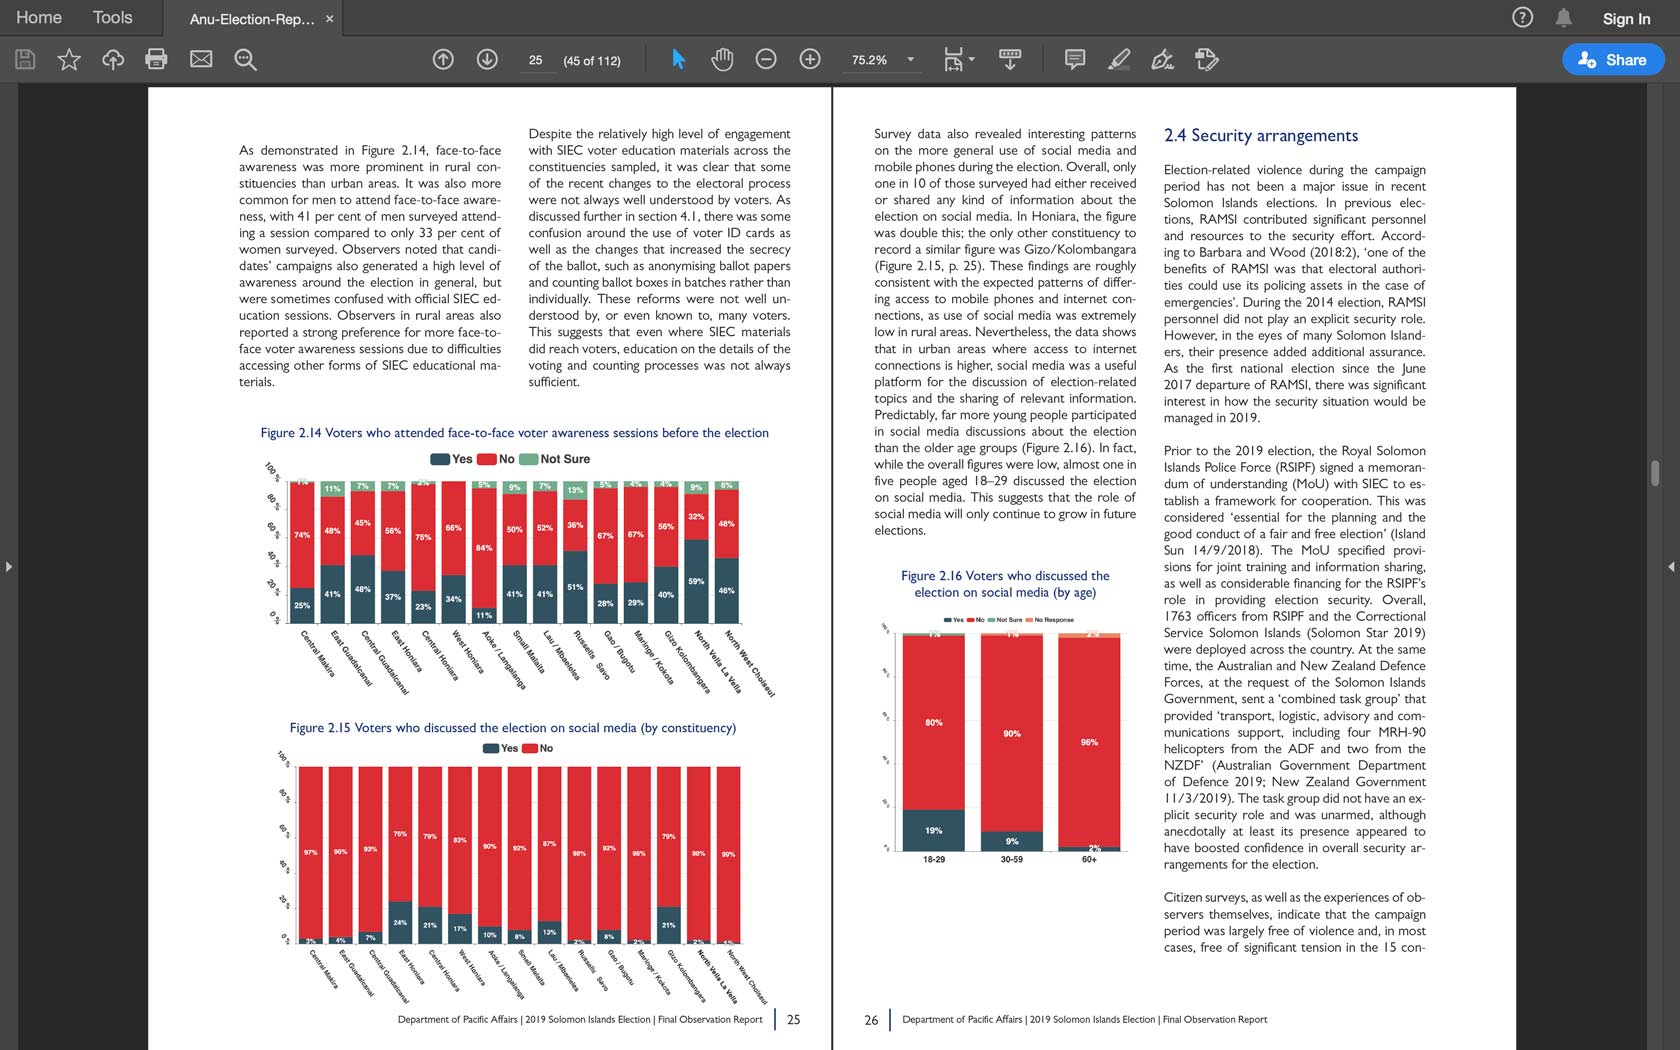 Home
Tools
Anu-Election-Rep... ×
Sign In
25
(45 of 112)
75.2%
Share
As demonstrated in Figure 2.14, face-to-face
awareness was more prominent in rural con-
stituencies than urban areas. It was also more
common for men to attend face-to-face aware-
ness, with 41 per cent of men surveyed attend-
ing a session compared to only 33 per cent of
women surveyed. Observers noted that candi-
dates’ campaigns also generated a high level of
awareness around the election in general, but
were sometimes confused with official SIEC ed-
ucation sessions. Observers in rural areas also
reported a strong preference for more face-to-
face voter awareness sessions due to difficulties
accessing other forms of SIEC educational ma-
terials.
Despite the relatively high level of engagement
with SIEC voter education materials across the
constituencies sampled, it was clear that some
of the recent changes to the electoral process
were not always well understood by voters. As
discussed further in section 4.1, there was some
confusion around the use of voter ID cards as
well as the changes that increased the secrecy
of the ballot, such as anonymising ballot papers
and counting ballot boxes in batches rather than
individually. These reforms were not well un-
derstood by, or even known to, many voters.
This suggests that even where SIEC materials
did reach voters, education on the details of the
voting and counting processes was not always
sufficient.
Figure 2.14 Voters who attended face-to-face voter awareness sessions before the election
Yes No Not Sure
100 %
80 %
60 %
40 %
20 %
0 %
1% 11% 7% 7% 2% 5% 9% 7% 13% 5% 4% 4% 9% 6%
74% 48% 45% 56% 75% 66% 84% 50% 52% 36% 67% 67% 56% 32% 48%
25% 41% 48% 37% 23% 34% 11% 41% 41% 51% 28% 29% 40% 59% 46%
Central Makira
East Guadalcanal
Central Guadalcanal
East Honiara
Central Honiara
West Honiara
Aoke / Langalanga
Small Malaita
Lau / Mbaelelea
Russells Savo
Gao / Bugotu
Maringe / Kokota
Gizo Kolombangara
North Vella La Vella
North West Choiseul
Figure 2.15 Voters who discussed the election on social media (by constituency)
Yes No
100 %
80 %
60 %
40 %
20 %
0 %
97% 96% 93% 76% 79% 83% 90% 92% 87% 98% 92% 98% 79% 98% 99%
3% 4% 7% 24% 21% 17% 10% 8% 13% 2% 8% 2% 21% 2% 1%
Central Makira
East Guadalcanal
Central Guadalcanal
East Honiara
Central Honiara
West Honiara
Aoke / Langalanga
Small Malaita
Lau / Mbaelelea
Russells Savo
Gao / Bugotu
Maringe / Kokota
Gizo Kolombangara
North Vella La Vella
North West Choiseul
Department of Pacific Affairs | 2019 Solomon Islands Election | Final Observation Report 25
Survey data also revealed interesting patterns
on the more general use of social media and
mobile phones during the election. Overall, only
one in 10 of those surveyed had either received
or shared any kind of information about the
election on social media. In Honiara, the figure
was double this; the only other constituency to
record a similar figure was Gizo/Kolombangara
(Figure 2.15, p. 25). These findings are roughly
consistent with the expected patterns of differ-
ing access to mobile phones and internet con-
nections, as use of social media was extremely
low in rural areas. Nevertheless, the data shows
that in urban areas where access to internet
connections is higher, social media was a useful
platform for the discussion of election-related
topics and the sharing of relevant information.
Predictably, far more young people participated
in social media discussions about the election
than the older age groups (Figure 2.16). In fact,
while the overall figures were low, almost one in
five people aged 18–29 discussed the election
on social media. This suggests that the role of
social media will only continue to grow in future
elections.
Figure 2.16 Voters who discussed the
election on social media (by age)
Yes No Not Sure No Response
1% 1% 2%
80% 90% 96%
19% 9% 2%
18-29 30-59 60+
2.4 Security arrangements
Election-related violence during the campaign
period has not been a major issue in recent
Solomon Islands elections. In previous elec-
tions, RAMSI contributed significant personnel
and resources to the security effort. Accord-
ing to Barbara and Wood (2018:2), ‘one of the
benefits of RAMSI was that electoral authori-
ties could use its policing assets in the case of
emergencies’. During the 2014 election, RAMSI
personnel did not play an explicit security role.
However, in the eyes of many Solomon Island-
ers, their presence added additional assurance.
As the first national election since the June
2017 departure of RAMSI, there was significant
interest in how the security situation would be
managed in 2019.
Prior to the 2019 election, the Royal Solomon
Islands Police Force (RSIPF) signed a memoran-
dum of understanding (MoU) with SIEC to es-
tablish a framework for cooperation. This was
considered ‘essential for the planning and the
good conduct of a fair and free election’ (Island
Sun 14/9/2018). The MoU specified provi-
sions for joint training and information sharing,
as well as considerable financing for the RSIPF’s
role in providing election security. Overall,
1763 officers from RSIPF and the Correctional
Service Solomon Islands (Solomon Star 2019)
were deployed across the country. At the same
time, the Australian and New Zealand Defence
Forces, at the request of the Solomon Islands
Government, sent a ‘combined task group’ that
provided ‘transport, logistic, advisory and com-
munications support, including four MRH-90
helicopters from the ADF and two from the
NZDF’ (Australian Government Department
of Defence 2019; New Zealand Government
11/3/2019). The task group did not have an ex-
plicit security role and was unarmed, although
anecdotally at least its presence appeared to
have boosted confidence in overall security ar-
rangements for the election.
Citizen surveys, as well as the experiences of ob-
servers themselves, indicate that the campaign
period was largely free of violence and, in most
cases, free of significant tension in the 15 con-
26 Department of Pacific Affairs | 2019 Solomon Islands Election | Final Observation Report